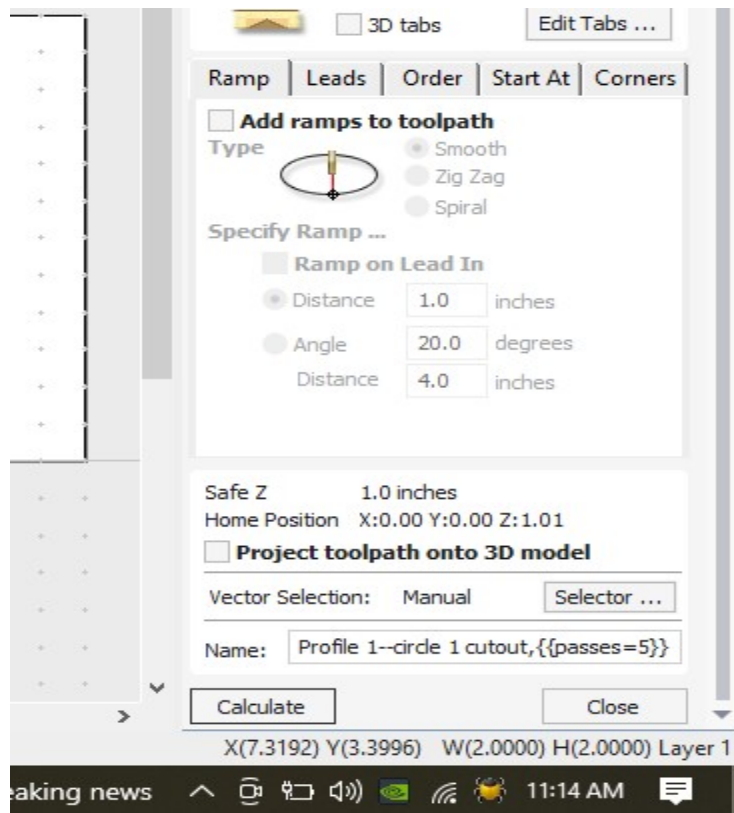 3D tabs
Edit Tabs ...
Ramp Leads Order Start At Corners
Add ramps to toolpath
Type
Smooth
Zig Zag
Spiral
Specify Ramp ...
Ramp on Lead In
Distance 1.0 inches
Angle 20.0 degrees
Distance 4.0 inches
Safe Z 1.0 inches
Home Position X:0.00 Y:0.00 Z:1.01
Project toolpath onto 3D model
Vector Selection: Manual Selector ...
Name: Profile 1--circle 1 cutout,{{passes=5}}
Calculate Close
X(7.3192) Y(3.3996) W(2.0000) H(2.0000) Layer 1
eaking news 11:14 AM